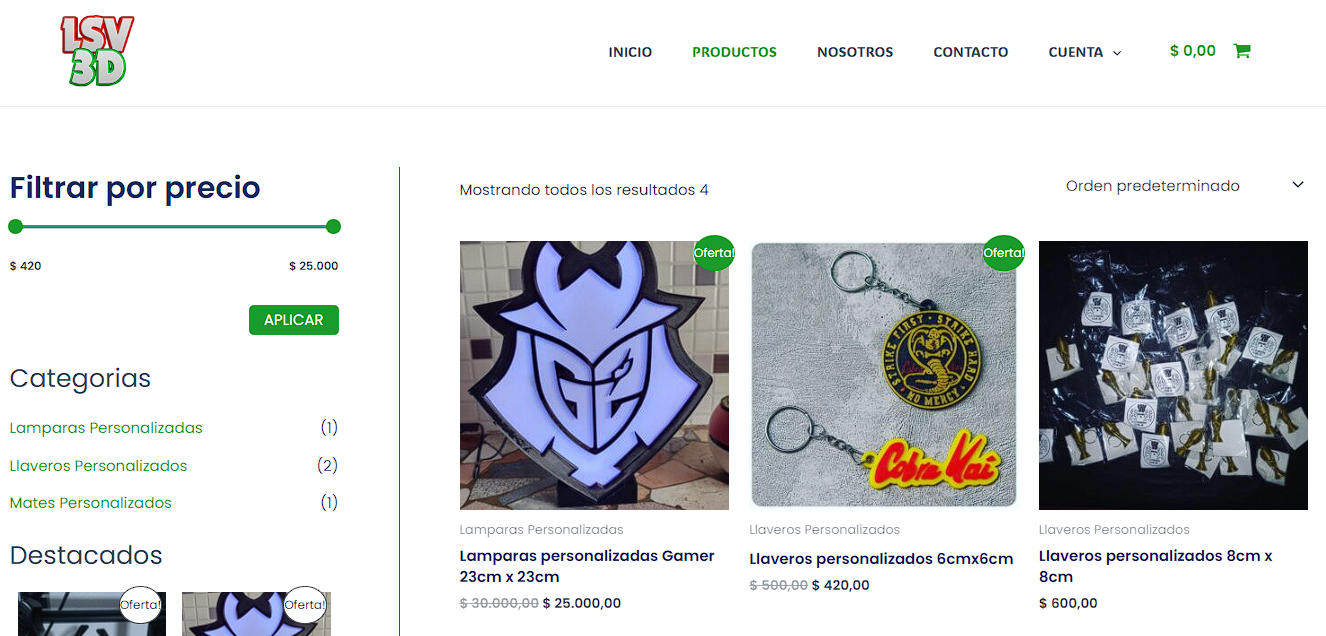 LSV
3D
INICIO
PRODUCTOS
NOSOTROS
CONTACTO
CUENTA
$ 0,00
Filtrar por precio
$ 420
$ 25.000
APLICAR
Categorias
Lamparas Personalizadas (1)
Llaveros Personalizados (2)
Mates Personalizados (1)
Destacados
Oferta!
Oferta!
Mostrando todos los resultados 4
Orden predeterminado
Oferta!
G2
Lamparas Personalizadas
Lamparas personalizadas Gamer
23cm x 23cm
$ 30.000,00 $ 25.000,00
Oferta!
STRIKE FIRST • STRIKE HARD
Cobra Kai
NO MERCY
Cobra Kai
Llaveros Personalizados
Llaveros personalizados 6cmx6cm
$ 500,00 $ 420,00
Llaveros Personalizados
Llaveros personalizados 8cm x
8cm
$ 600,00